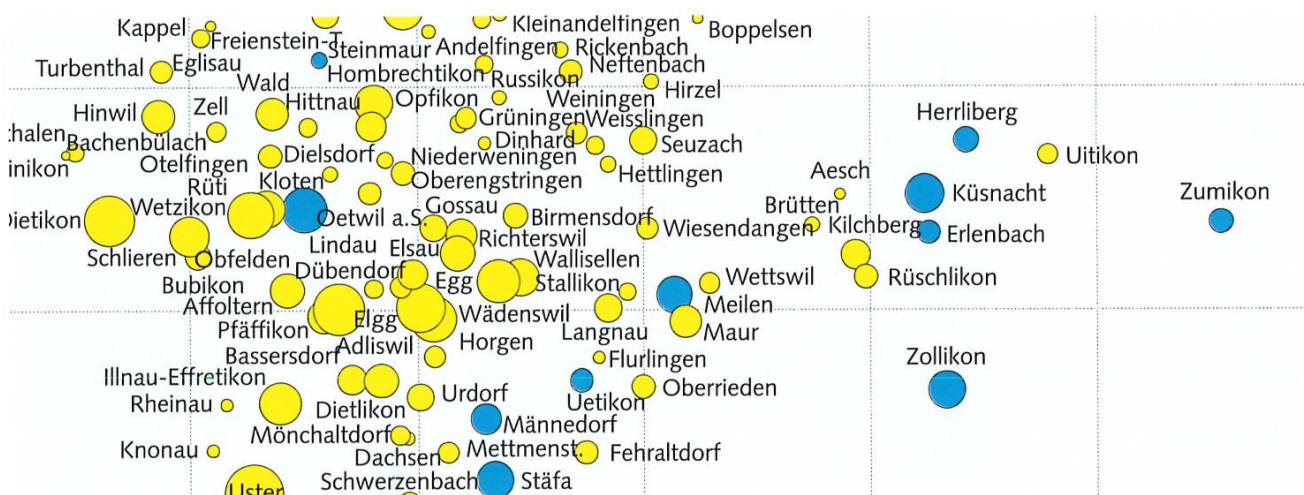 Kleinandelfingen
Kappel
Boppelsen
Freienstein-T
Steinmaur
Andelfingen
Rickenbach
Turbenthal
Eglisau
Hombrechtikon
Russikon
Neftenbach
Wald
Hirzel
Hinwil
Zell
Hittnau
Opfikon
Weiningen
Herrliberg
Grüningen
Weisslingen
thalen
Bachenbülach
Dinhard
Seuzach
Uitikon
inikon
Otelfingen
Dielsdorf
Niederweningen
Hettlingen
Aesch
Rüti
Kloten
Oberengstringen
Küsnacht
Zumikon
Dietikon
Wetzikon
Oetwil a.S.
Gossau
Birmensdorf
Wiesendangen
Brütten
Kilchberg
Erlenbach
Schlieren
Obfelden
Lindau
Elsau
Richterswil
Wallisellen
Bubikon
Dübendorf
Egg
Stallikon
Wettswil
Rüschlikon
Affoltern
Meilen
Pfäffikon
Elgg
Wädenswil
Langnau
Maur
Bassersdorf
Adliswil
Horgen
Flurlingen
Zollikon
Illnau-Effretikon
Urdorf
Uetikon
Oberrieden
Rheinau
Dietlikon
Männedorf
Mönchaltdorf
Knonau
Dachsen
Mettmenst.
Fehraltdorf
Schwerzenbach
Stäfa
Uster